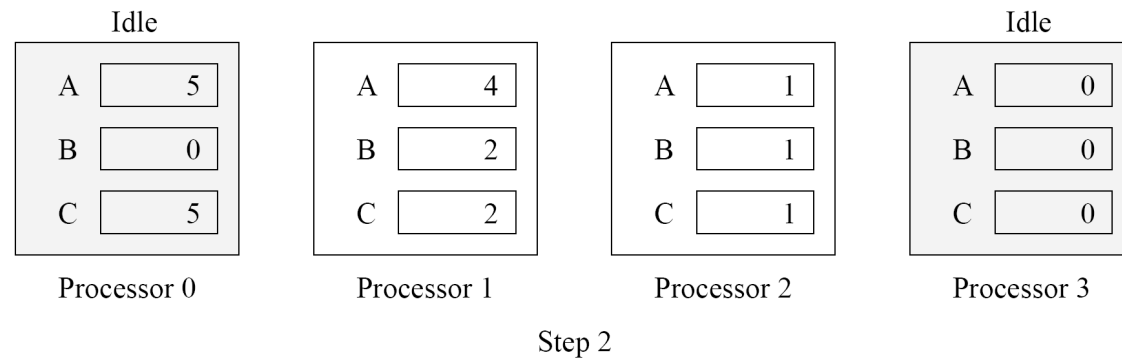 Idle Idle
A 5 A 4 A 1 A 0
B 0 B 2 B 1 B 0
C 5 C 2 C 1 C 0
Processor 0 Processor 1 Processor 2 Processor 3
Step 2